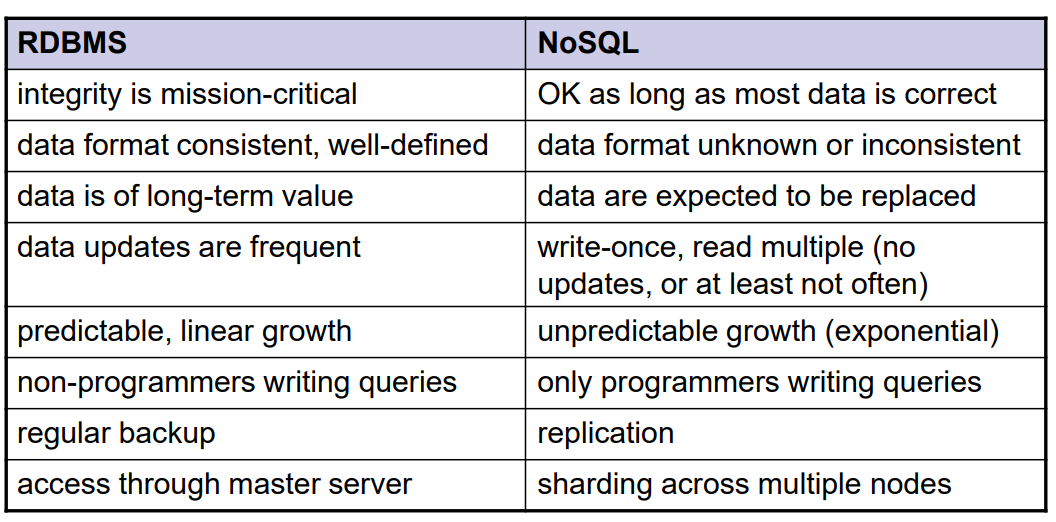 RDBMS NoSQL
integrity is mission-critical OK as long as most data is correct
data format consistent, well-defined data format unknown or inconsistent
data is of long-term value data are expected to be replaced
data updates are frequent write-once, read multiple (no
updates, or at least not often)
predictable, linear growth unpredictable growth (exponential)
non-programmers writing queries only programmers writing queries
regular backup replication
access through master server sharding across multiple nodes